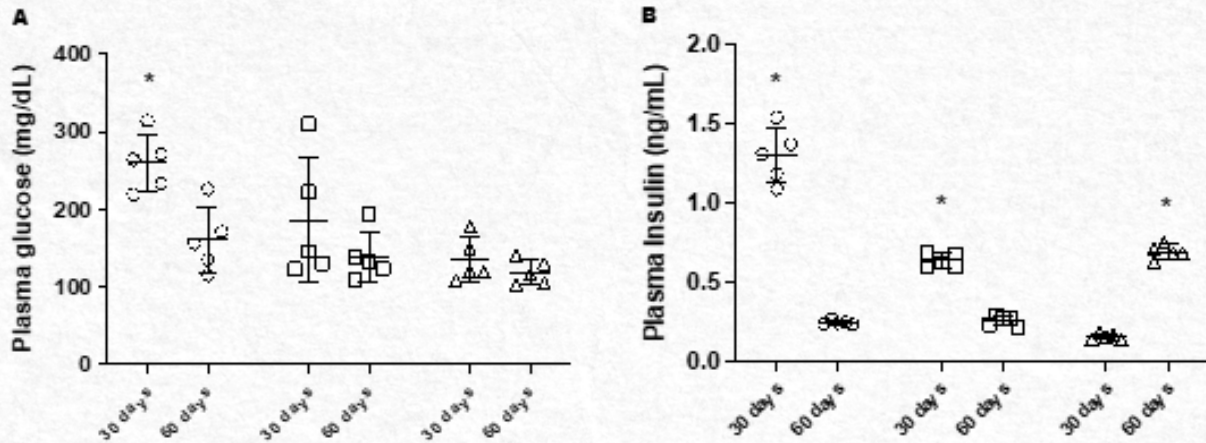 A
Plasma glucose (mg/dL)
400
300
200
100
0
*
30 days
60 days
30 days
60 days
30 days
60 days
B
Plasma Insulin (ng/mL)
2.0
1.5
1.0
0.5
0.0
*
*
*
30 days
60 days
30 days
60 days
30 days
60 days